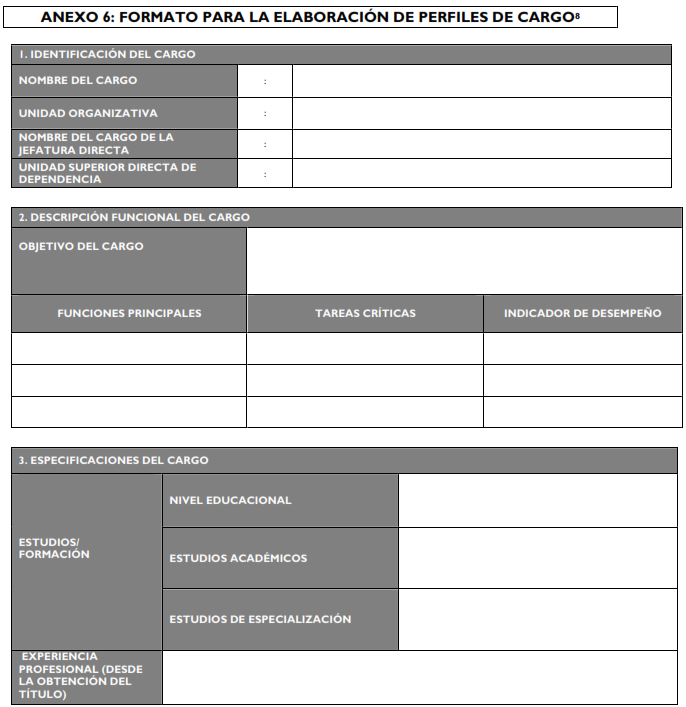 ANEXO 6: FORMATO PARA LA ELABORACIÓN DE PERFILES DE CARGO8
1. IDENTIFICACIÓN DEL CARGO
NOMBRE DEL CARGO :
UNIDAD ORGANIZATIVA :
NOMBRE DEL CARGO DE LA
JEFATURA DIRECTA :
UNIDAD SUPERIOR DIRECTA DE
DEPENDENCIA :
2. DESCRIPCIÓN FUNCIONAL DEL CARGO
OBJETIVO DEL CARGO
FUNCIONES PRINCIPALES TAREAS CRÍTICAS INDICADOR DE DESEMPEÑO
3. ESPECIFICACIONES DEL CARGO
ESTUDIOS/
FORMACIÓN
NIVEL EDUCACIONAL
ESTUDIOS ACADÉMICOS
ESTUDIOS DE ESPECIALIZACIÓN
EXPERIENCIA
PROFESIONAL (DESDE
LA OBTENCIÓN DEL
TÍTULO)